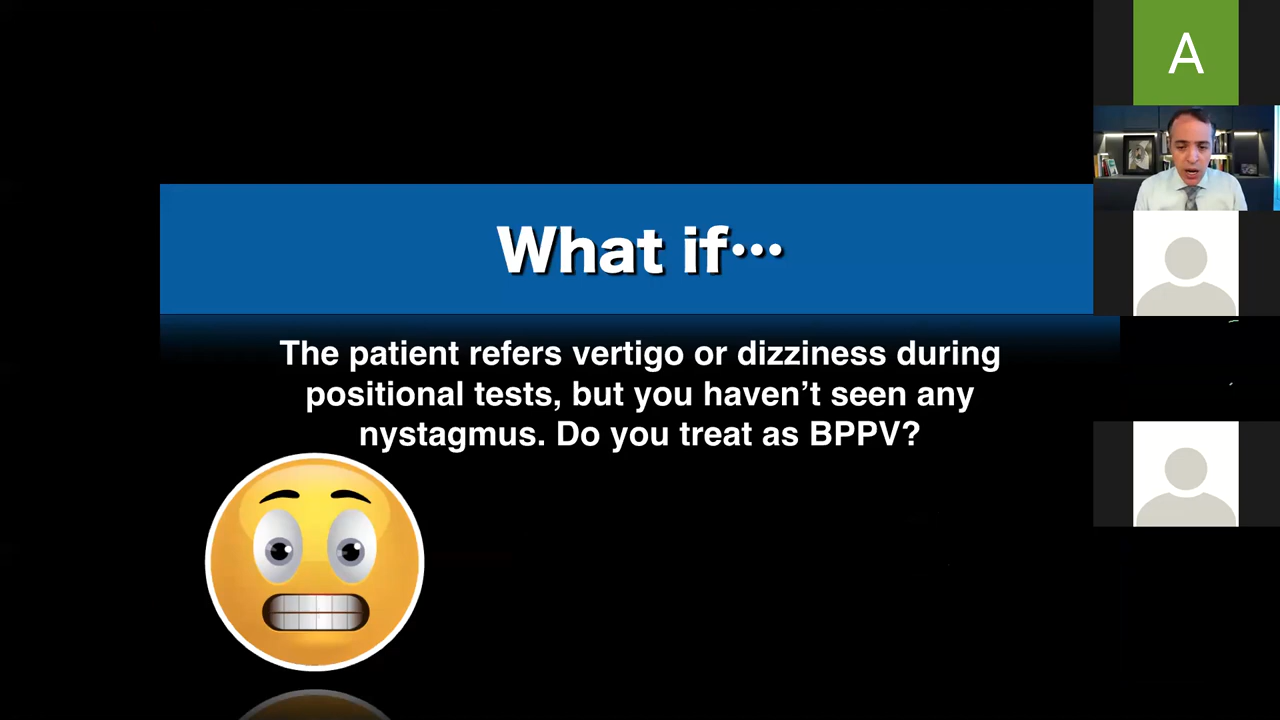 A
What if...
The patient refers vertigo or dizziness during
positional tests, but you haven’t seen any
nystagmus. Do you treat as BPPV?